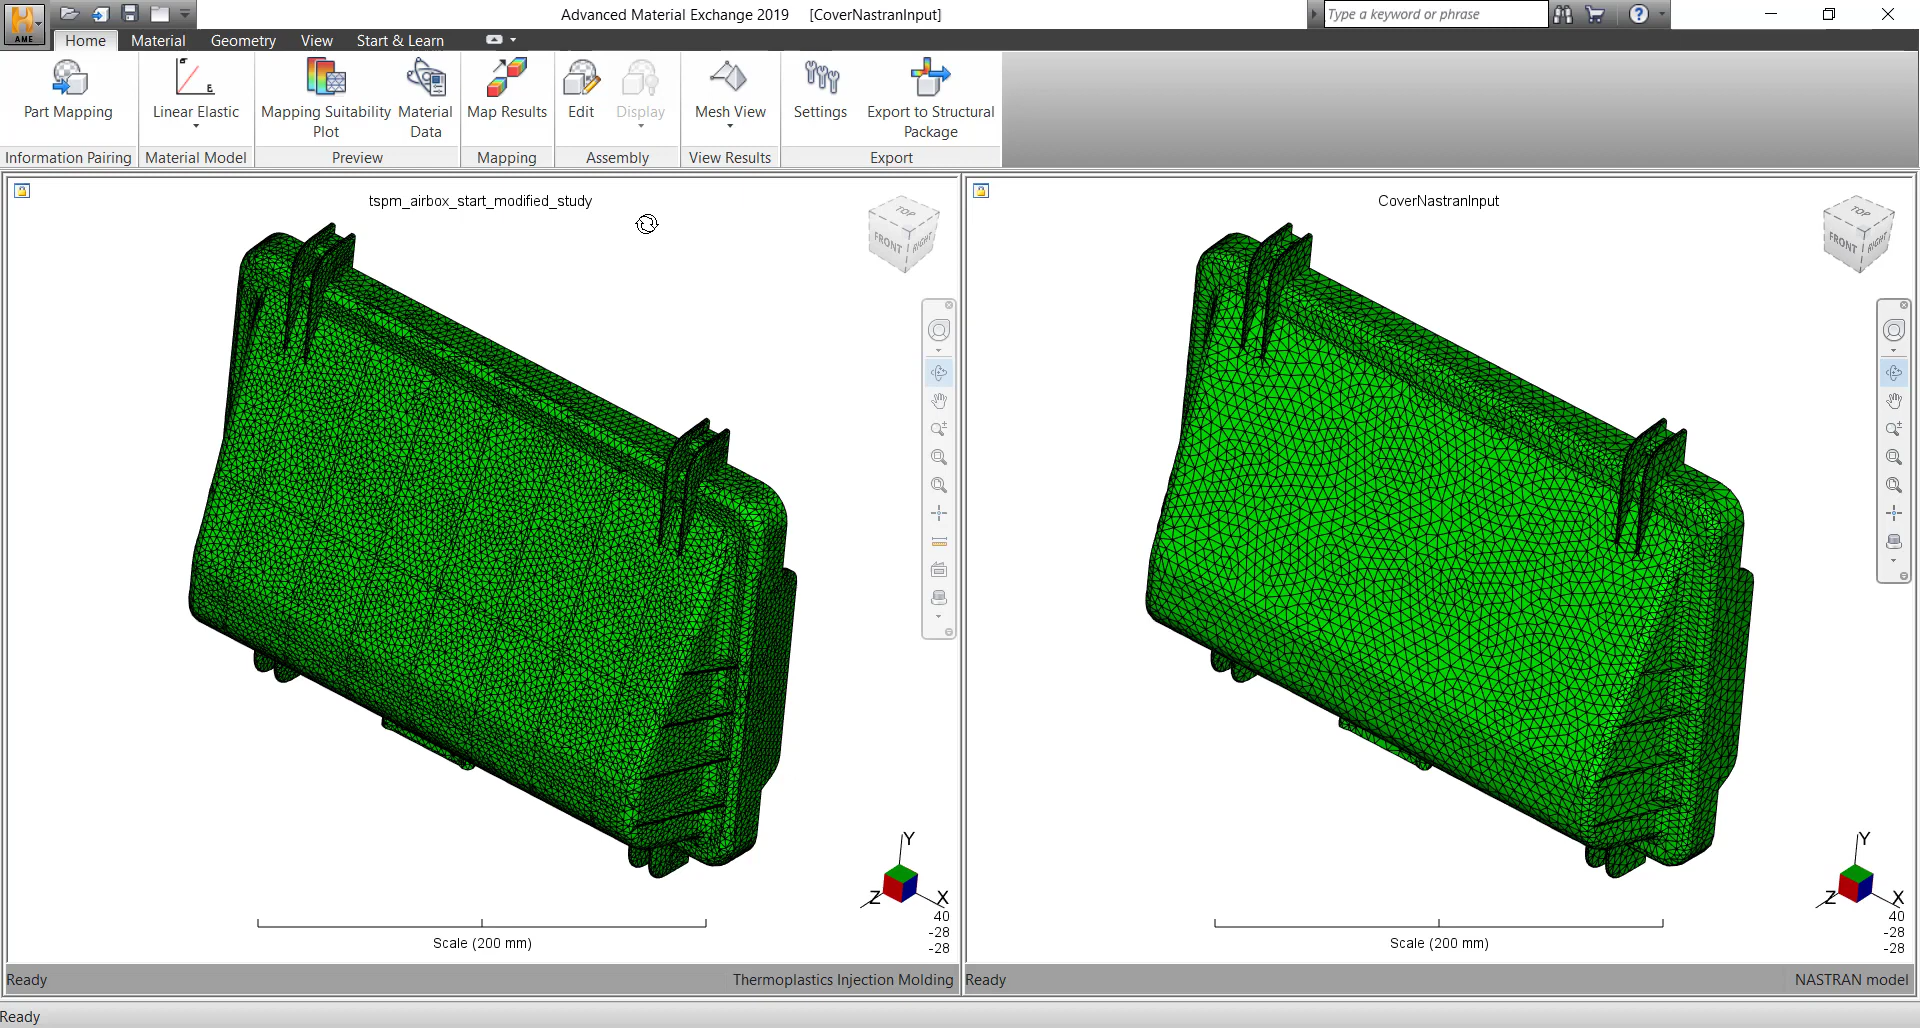 Advanced Material Exchange 2019 [CoverNastranInput]
Type a keyword or phrase
AME
Home Material Geometry View Start & Learn
Part Mapping
Information Pairing
σ
E
Linear Elastic
Material Model
Mapping Suitability
Plot
Material
Data
Preview
Map Results
Mapping
Edit
Display
Assembly
Mesh View
View Results
Settings
Export to Structural
Package
Export
tspm_airbox_start_modified_study
TOP
FRONT
RIGHT
Y
Z
X
40
-28
-28
Scale (200 mm)
Ready
Thermoplastics Injection Molding
CoverNastranInput
TOP
FRONT
RIGHT
Y
Z
X
40
-28
-28
Scale (200 mm)
Ready
NASTRAN model
Ready